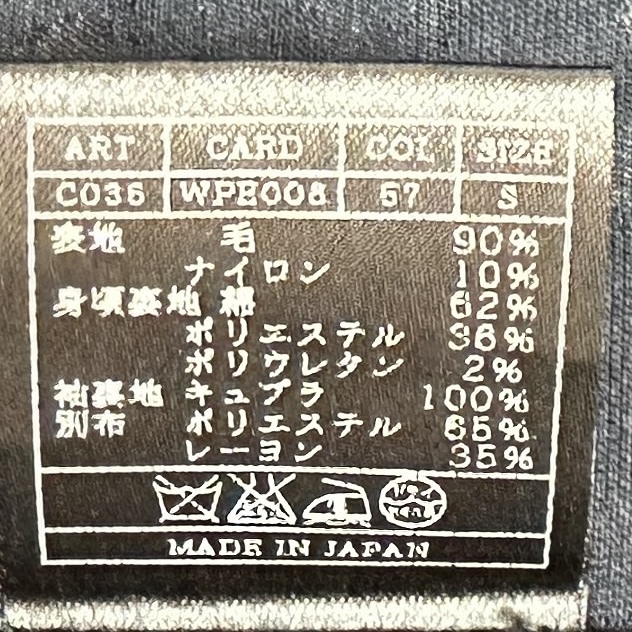 ART CARD COL SIZE
C036 WPE008 57 S
表地 毛 90%
ナイロン 10%
身頃裏地 綿 62%
ポリエステル 36%
ポリウレタン 2%
袖裏地 キュプラ 100%
別布 ポリエステル 65%
レーヨン 35%
MADE IN JAPAN